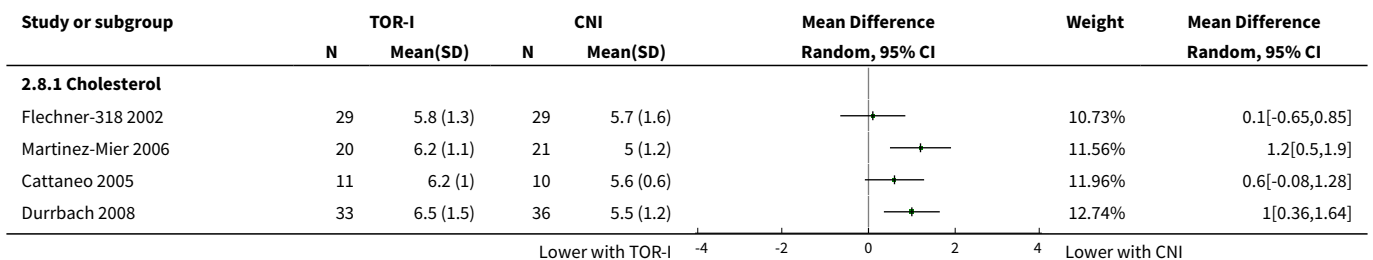 Study or subgroup TOR-I CNI Mean Difference Weight Mean Difference
N Mean(SD) N Mean(SD) Random, 95% CI Random, 95% CI
2.8.1 Cholesterol
Flechner-318 2002 29 5.8 (1.3) 29 5.7 (1.6) 10.73% 0.1[-0.65,0.85]
Martinez-Mier 2006 20 6.2 (1.1) 21 5 (1.2) 11.56% 1.2[0.5,1.9]
Cattaneo 2005 11 6.2 (1) 10 5.6 (0.6) 11.96% 0.6[-0.08,1.28]
Durrbach 2008 33 6.5 (1.5) 36 5.5 (1.2) 12.74% 1[0.36,1.64]
Lower with TOR-I -4 -2 0 2 4 Lower with CNI